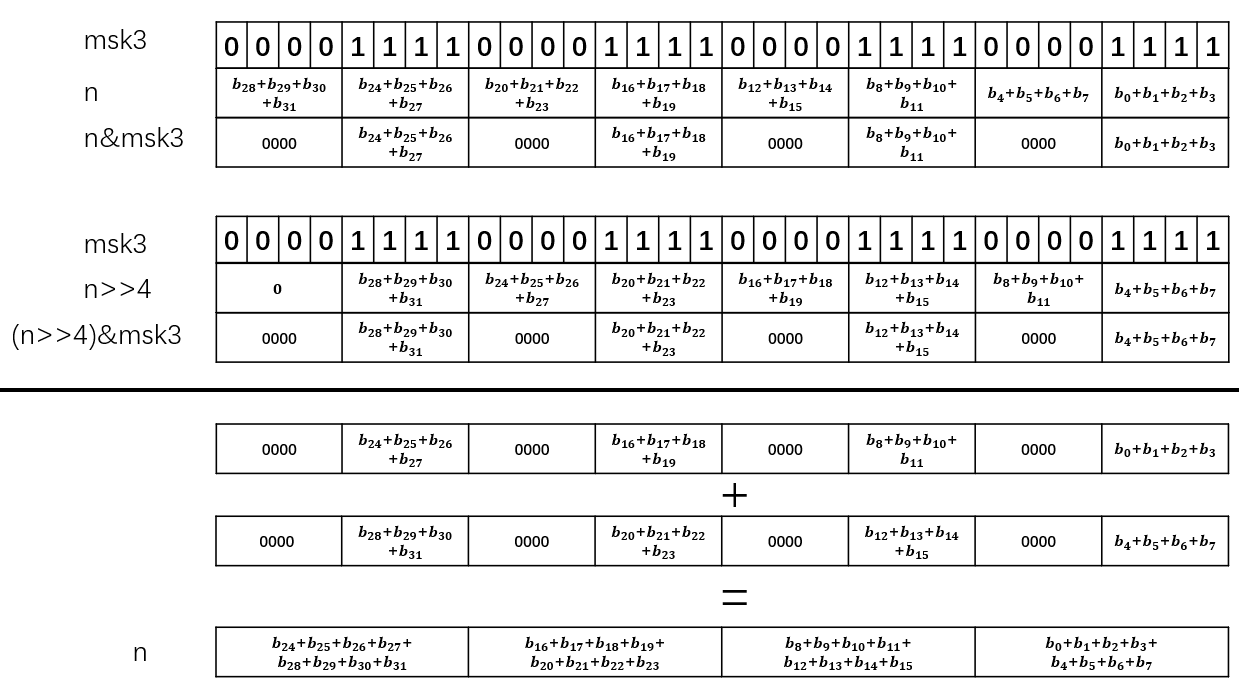 msk3 0 0 0 0 1 1 1 1 0 0 0 0 1 1 1 1 0 0 0 0 1 1 1 1 0 0 0 0 1 1 1 1
n b₂₈+b₂₉+b₃₀+b₃₁ b₂₄+b₂₅+b₂₆+b₂₇ b₂₀+b₂₁+b₂₂+b₂₃ b₁₆+b₁₇+b₁₈+b₁₉ b₁₂+b₁₃+b₁₄+b₁₅ b₈+b₉+b₁₀+b₁₁ b₄+b₅+b₆+b₇ b₀+b₁+b₂+b₃
n&msk3 0000 b₂₄+b₂₅+b₂₆+b₂₇ 0000 b₁₆+b₁₇+b₁₈+b₁₉ 0000 b₈+b₉+b₁₀+b₁₁ 0000 b₀+b₁+b₂+b₃
msk3 0 0 0 0 1 1 1 1 0 0 0 0 1 1 1 1 0 0 0 0 1 1 1 1 0 0 0 0 1 1 1 1
n>>4 0 b₂₈+b₂₉+b₃₀+b₃₁ b₂₄+b₂₅+b₂₆+b₂₇ b₂₀+b₂₁+b₂₂+b₂₃ b₁₆+b₁₇+b₁₈+b₁₉ b₁₂+b₁₃+b₁₄+b₁₅ b₈+b₉+b₁₀+b₁₁ b₄+b₅+b₆+b₇
(n>>4)&msk3 0000 b₂₈+b₂₉+b₃₀+b₃₁ 0000 b₂₀+b₂₁+b₂₂+b₂₃ 0000 b₁₂+b₁₃+b₁₄+b₁₅ 0000 b₄+b₅+b₆+b₇
0000 b₂₄+b₂₅+b₂₆+b₂₇ 0000 b₁₆+b₁₇+b₁₈+b₁₉ 0000 b₈+b₉+b₁₀+b₁₁ 0000 b₀+b₁+b₂+b₃
+
0000 b₂₈+b₂₉+b₃₀+b₃₁ 0000 b₂₀+b₂₁+b₂₂+b₂₃ 0000 b₁₂+b₁₃+b₁₄+b₁₅ 0000 b₄+b₅+b₆+b₇
=
n b₂₄+b₂₅+b₂₆+b₂₇+b₂₈+b₂₉+b₃₀+b₃₁ b₁₆+b₁₇+b₁₈+b₁₉+b₂₀+b₂₁+b₂₂+b₂₃ b₈+b₉+b₁₀+b₁₁+b₁₂+b₁₃+b₁₄+b₁₅ b₀+b₁+b₂+b₃+b₄+b₅+b₆+b₇